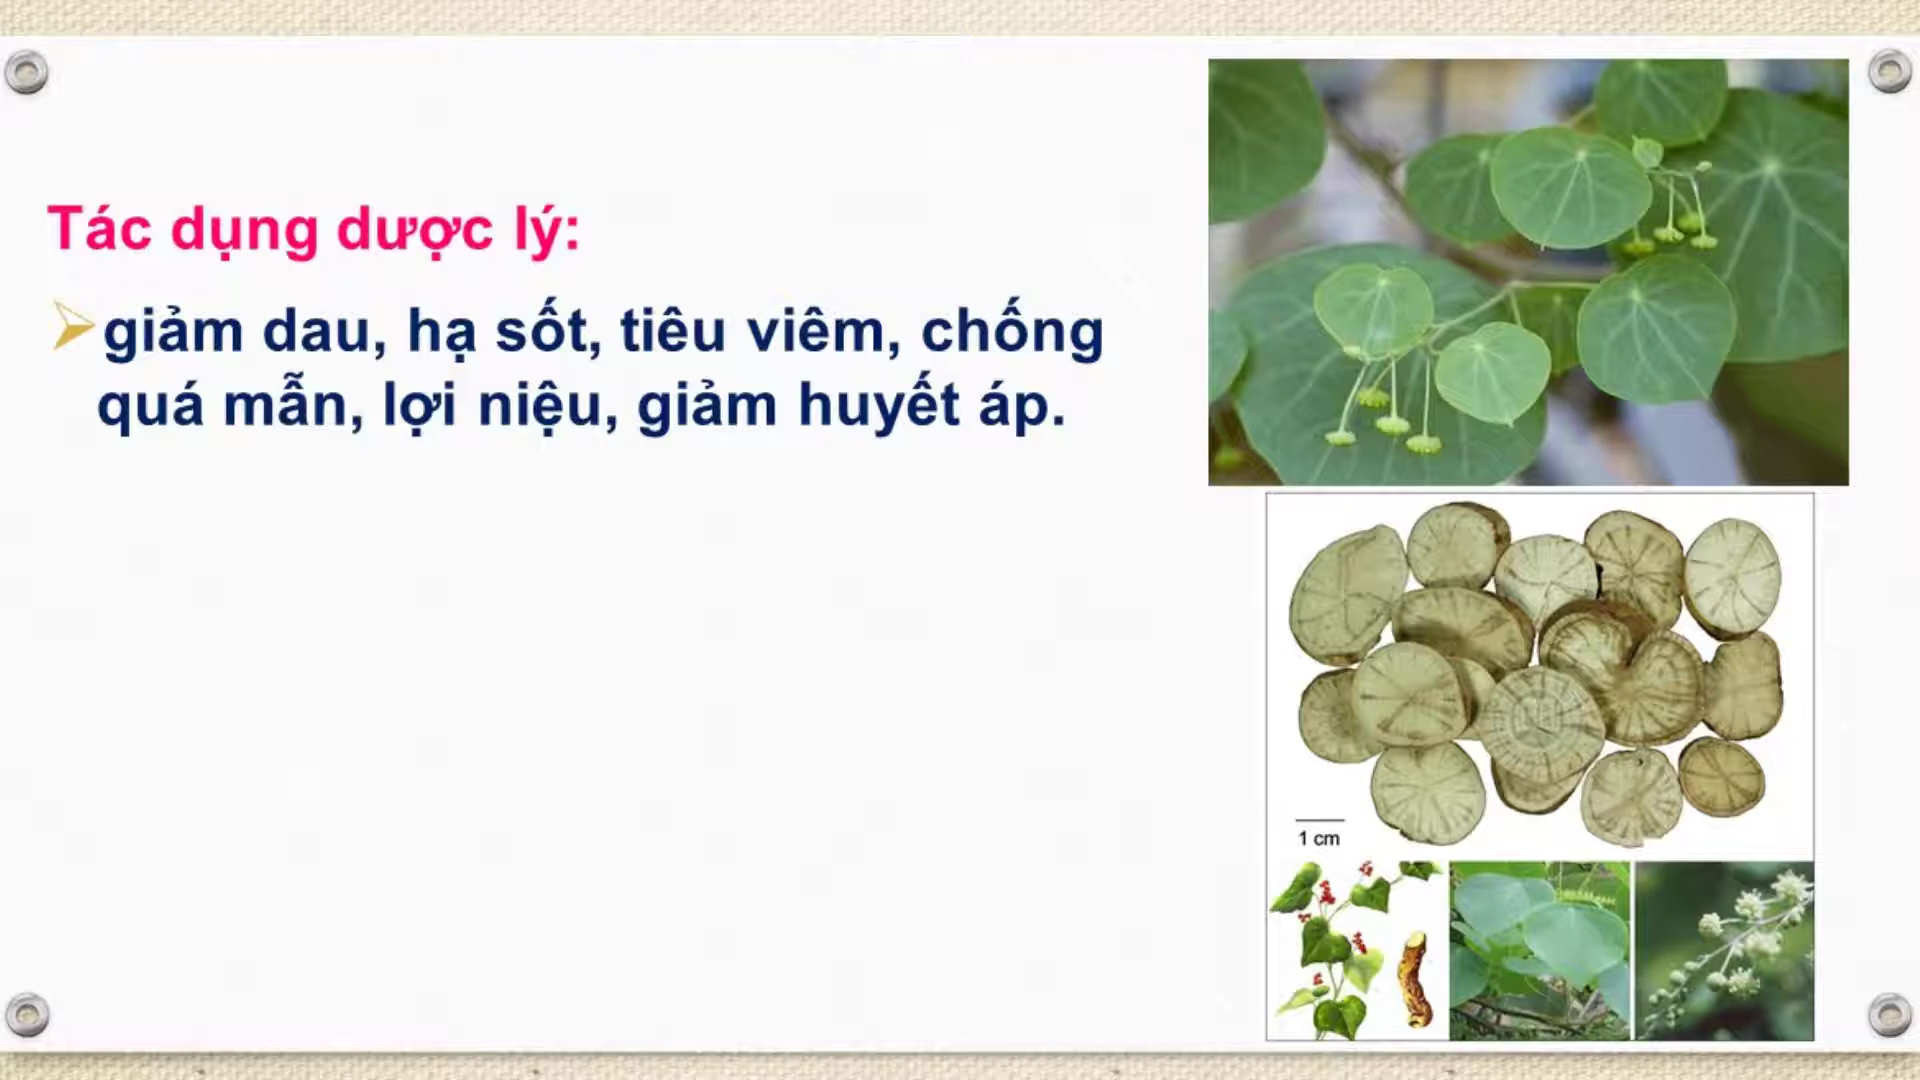 Tác dụng dược lý:
giảm dau, hạ sốt, tiêu viêm, chống
quá mẫn, lợi niệu, giảm huyết áp.
1 cm